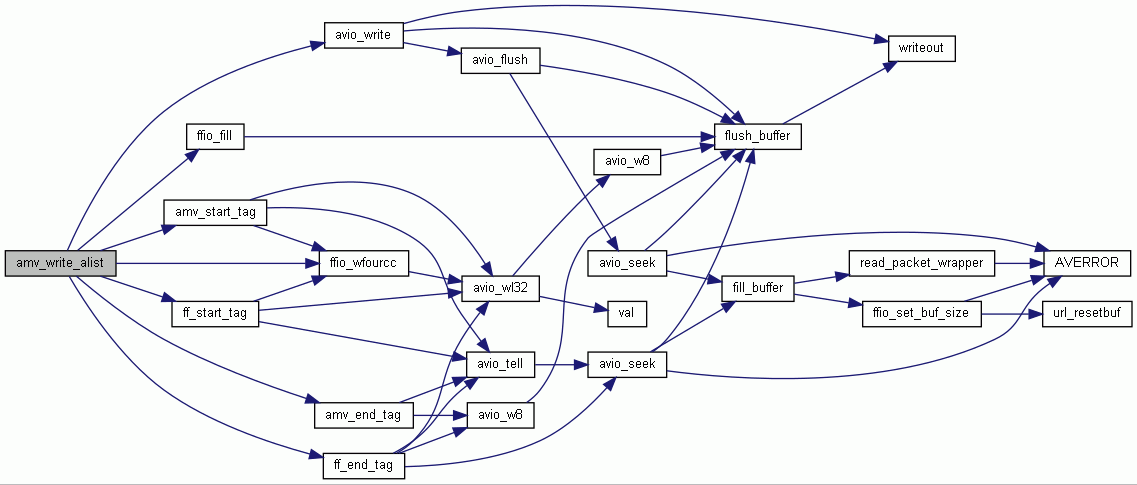 avio_write
writeout
avio_flush
ffio_fill
flush_buffer
avio_w8
amv_start_tag
amv_write_alist
ffio_wfourcc
avio_seek
read_packet_wrapper
AVERROR
avio_wl32
fill_buffer
ff_start_tag
val
ffio_set_buf_size
url_resetbuf
avio_tell
avio_seek
amv_end_tag
avio_w8
ff_end_tag